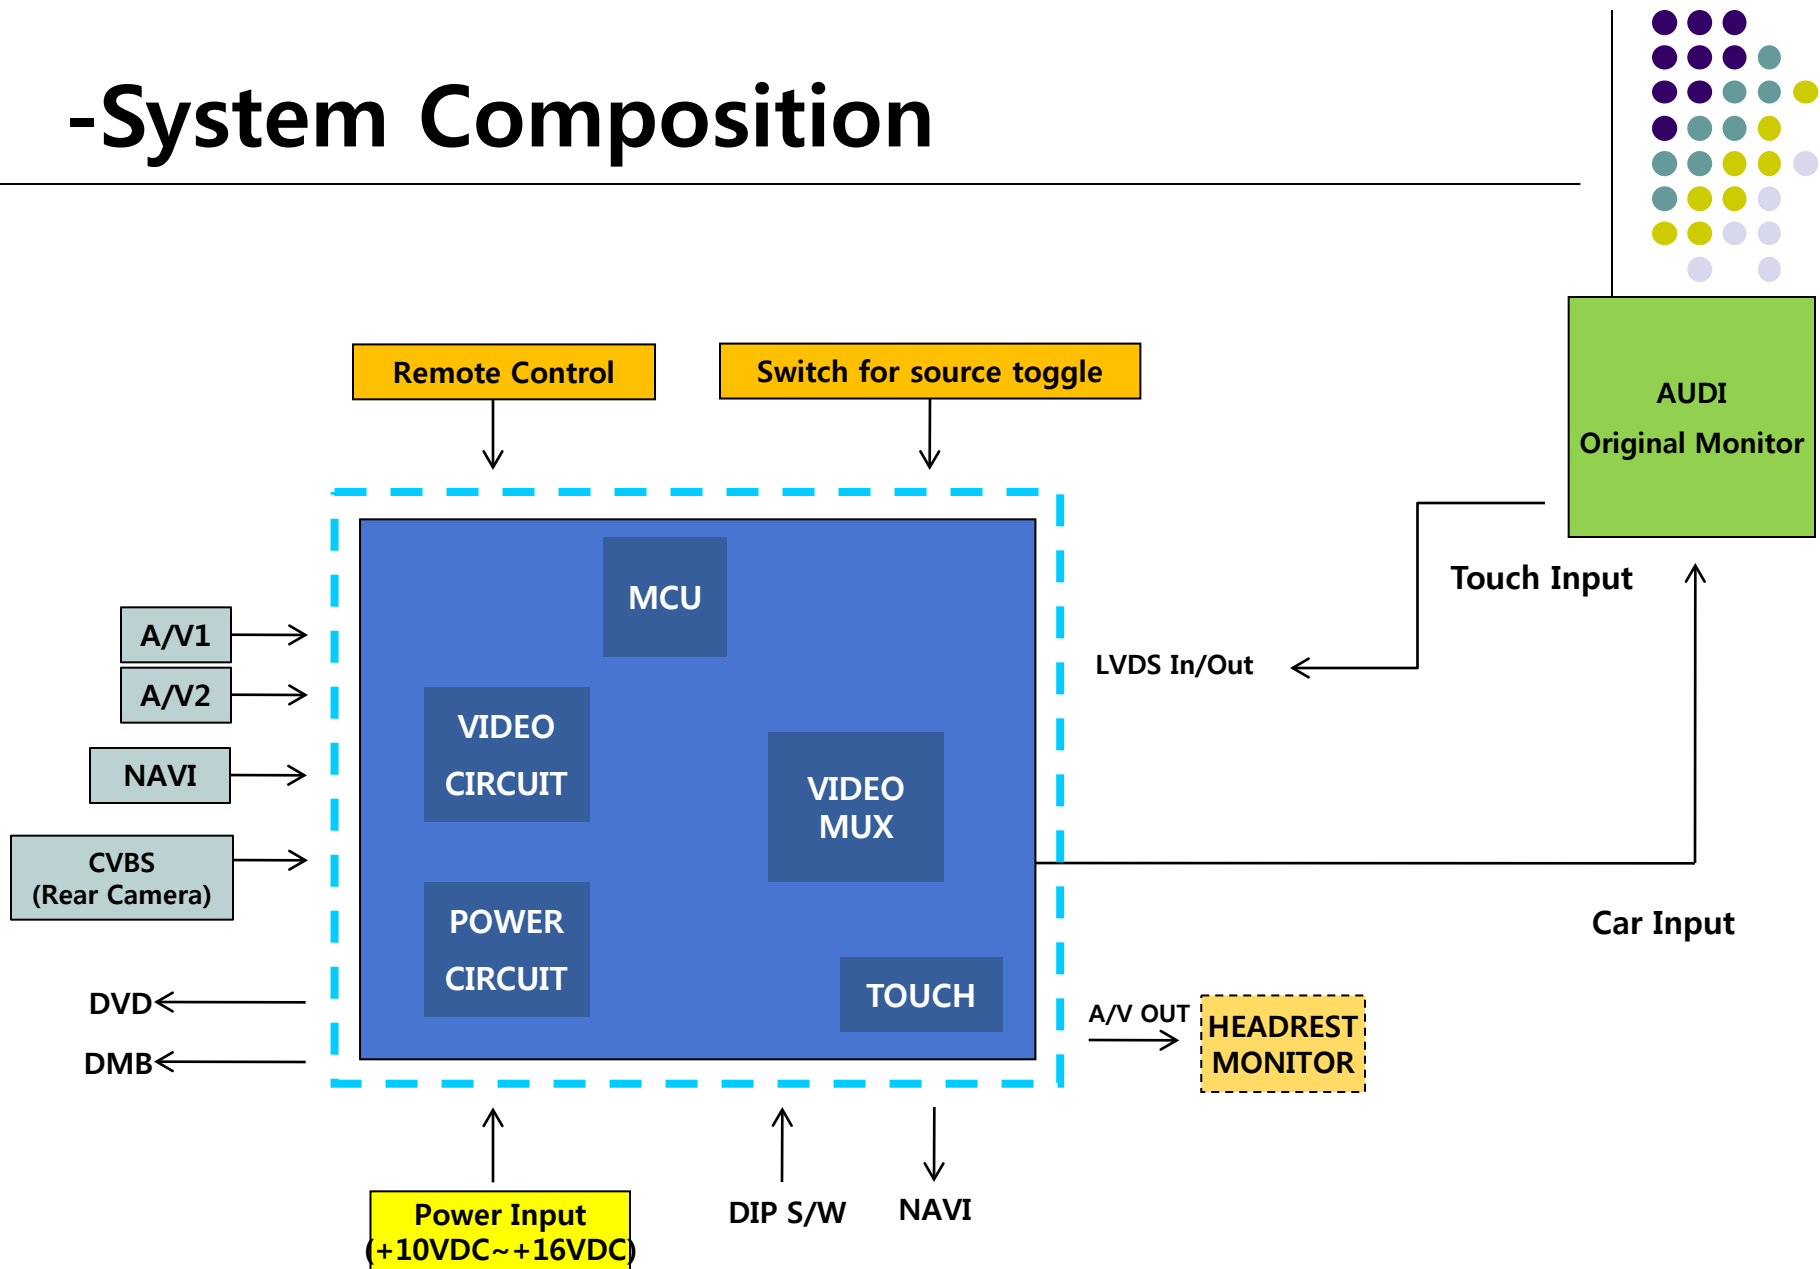 -System Composition
Remote Control
Switch for source toggle
AUDI
Original Monitor
MCU
Touch Input
A/V1
LVDS In/Out
A/V2
VIDEO
CIRCUIT
NAVI
VIDEO
MUX
CVBS
(Rear Camera)
POWER
CIRCUIT
Car Input
TOUCH
DVD
A/V OUT
HEADREST
MONITOR
DMB
Power Input
(+10VDC~+16VDC)
DIP S/W
NAVI